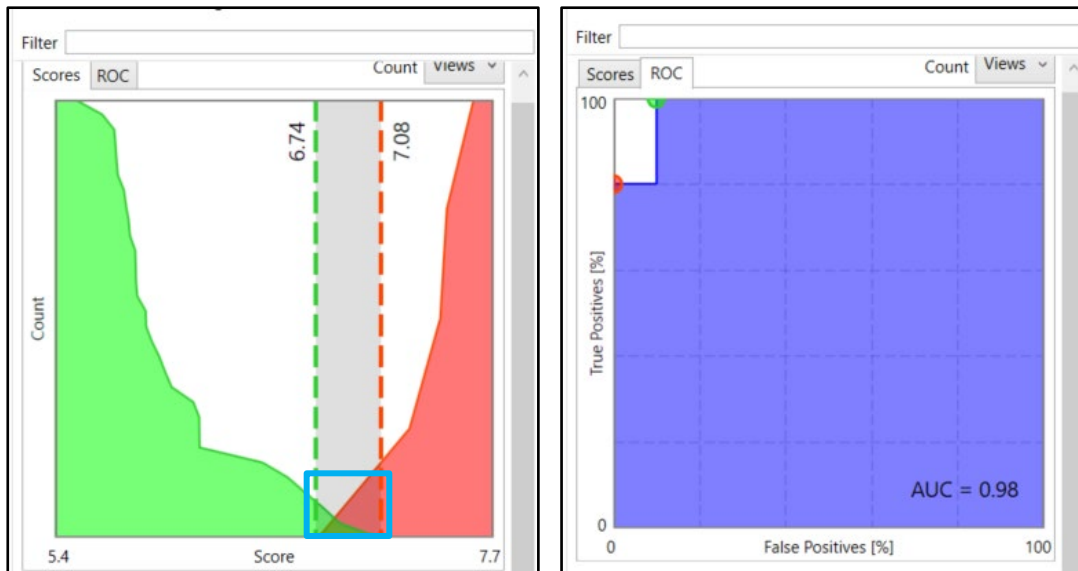 Filter
Scores ROC Count Views
6.74
7.08
Count
5.4 Score 7.7
Filter
Scores ROC Count Views
100
True Positives [%]
AUC = 0.98
0
0 False Positives [%] 100